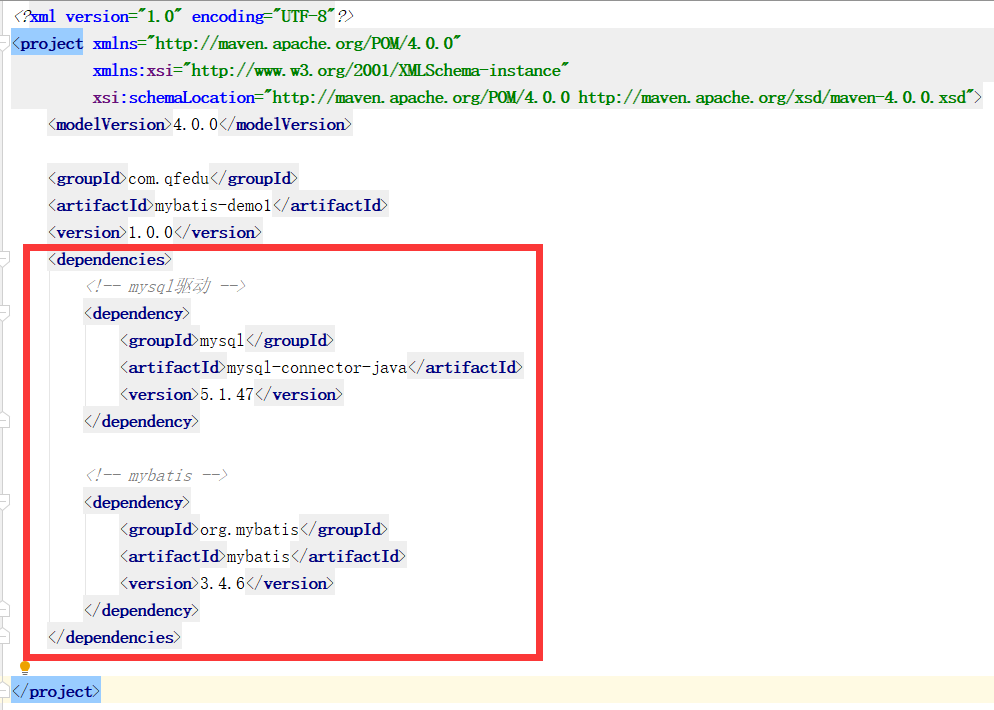 <?xml version="1.0" encoding="UTF-8"?>
<project xmlns="http://maven.apache.org/POM/4.0.0"
xmlns:xsi="http://www.w3.org/2001/XMLSchema-instance"
xsi:schemaLocation="http://maven.apache.org/POM/4.0.0 http://maven.apache.org/xsd/maven-4.0.0.xsd">
<modelVersion>4.0.0</modelVersion>
<groupId>com.qfedu</groupId>
<artifactId>mybatis-demo1</artifactId>
<version>1.0.0</version>
<dependencies>
<!-- mysql驱动 -->
<dependency>
<groupId>mysql</groupId>
<artifactId>mysql-connector-java</artifactId>
<version>5.1.47</version>
</dependency>
<!-- mybatis -->
<dependency>
<groupId>org.mybatis</groupId>
<artifactId>mybatis</artifactId>
<version>3.4.6</version>
</dependency>
</dependencies>
</project>